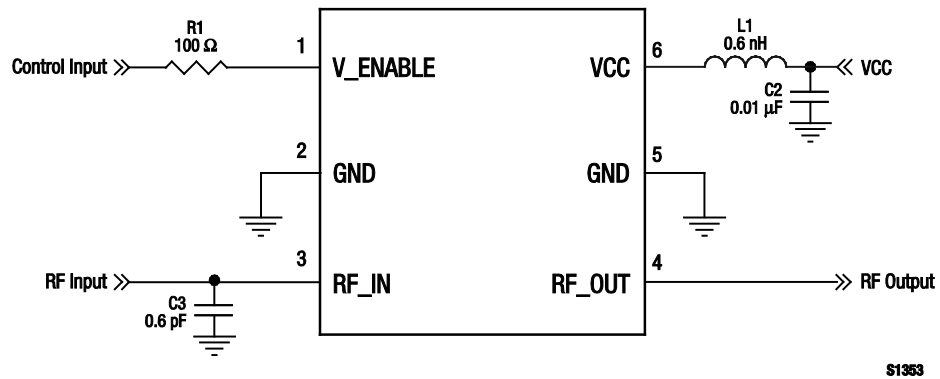 R1
100 Ω
Control Input
1
V_ENABLE
VCC
6
L1
0.6 nH
VCC
C2
0.01 μF
2
GND
GND
5
RF Input
3
RF_IN
RF_OUT
4
RF Output
C3
0.6 pF
S1353